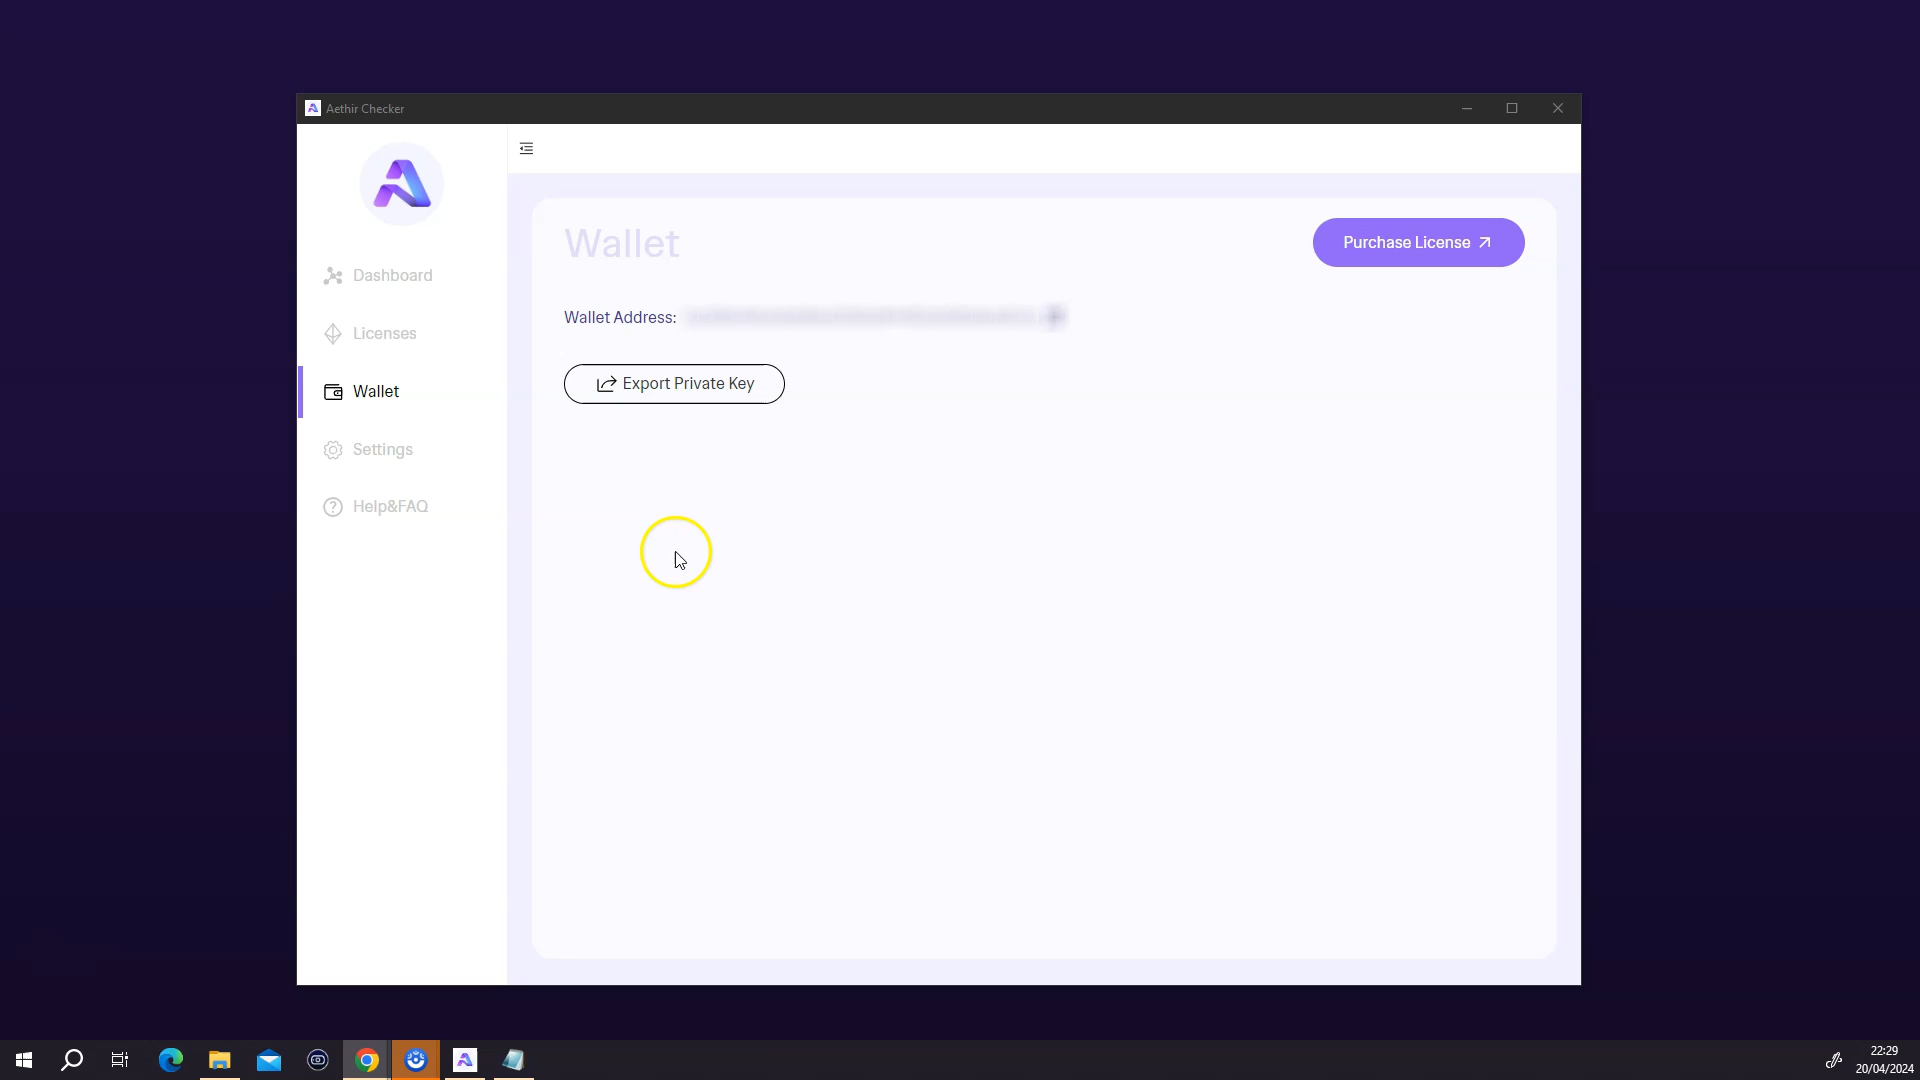 Aethir Checker
Dashboard
Licenses
Wallet
Settings
Help&FAQ
Wallet
Purchase License
Wallet Address:
Export Private Key
22:29
20/04/2024